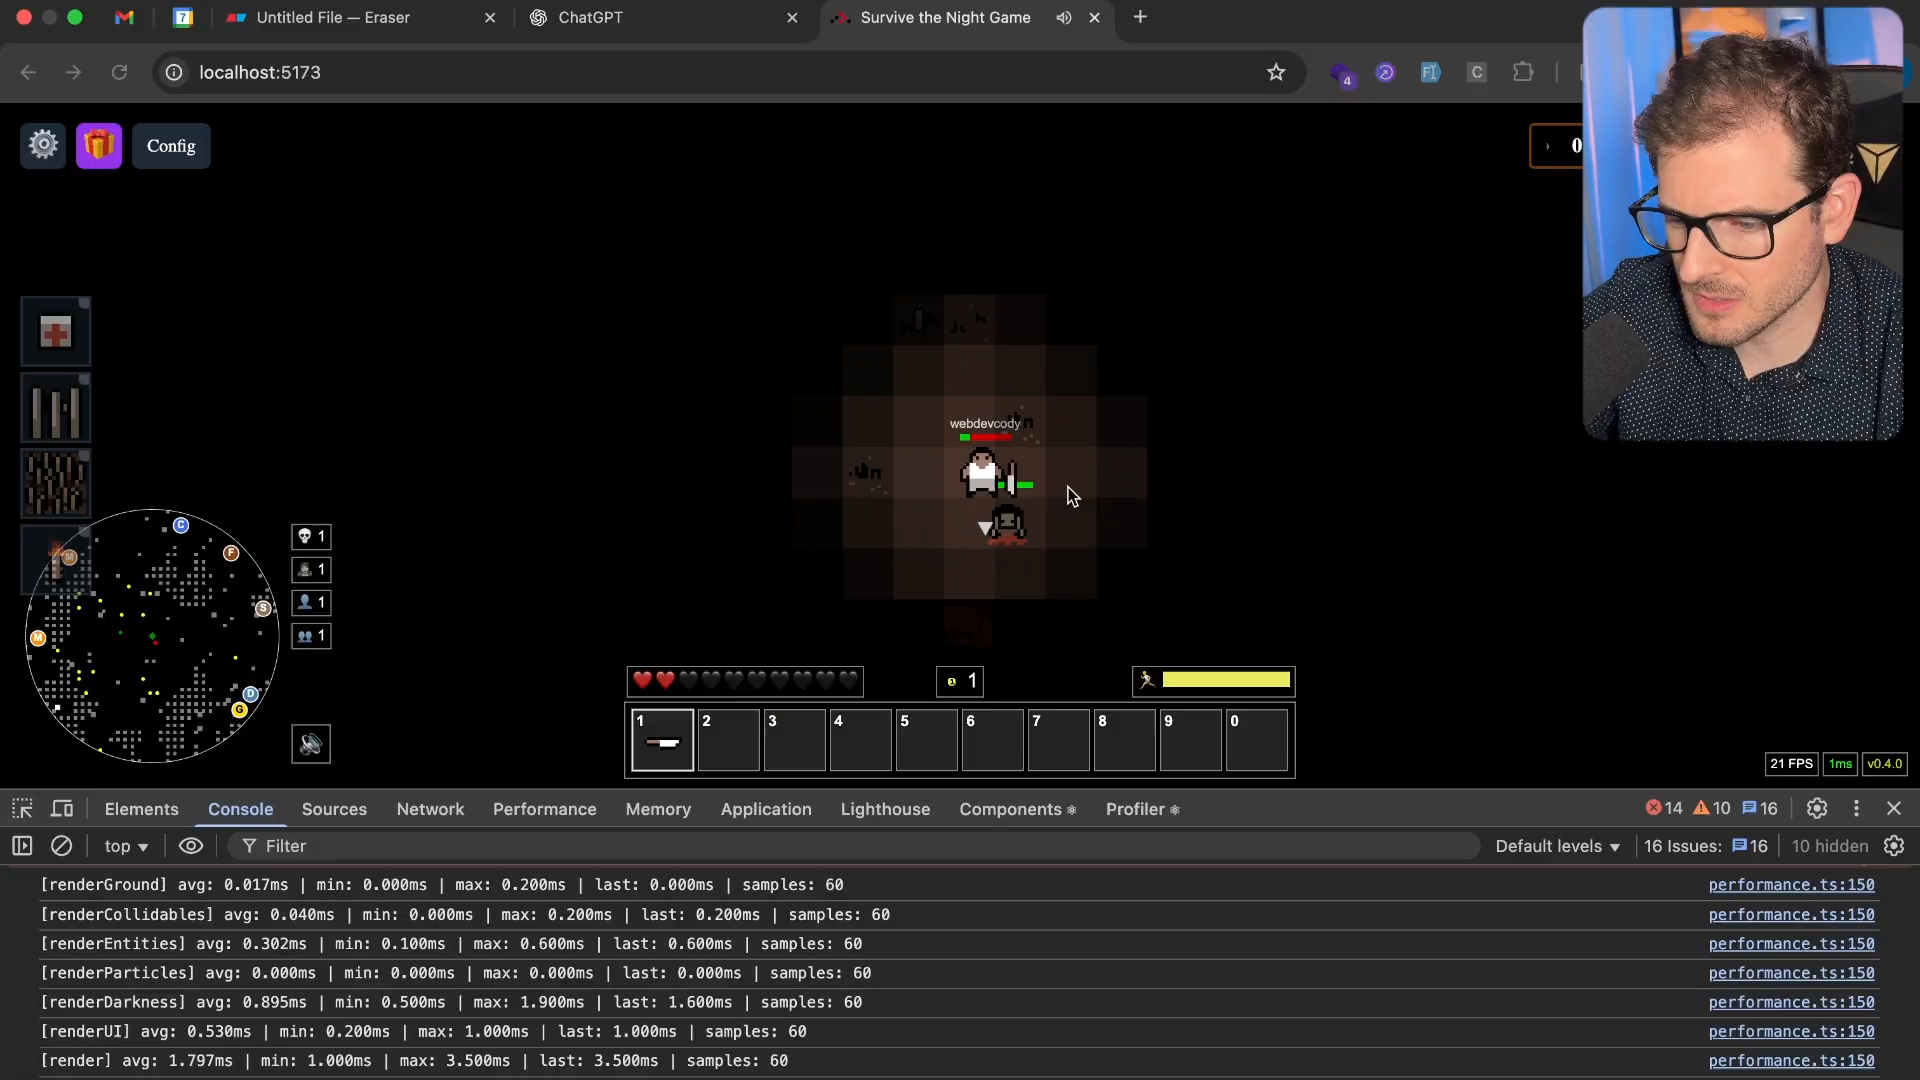 7
Untitled File — Eraser
ChatGPT
Survive the Night Game
localhost:5173
4
C
Config
0
webdevcody
C
F
M
S
M
D
G
1
1
1
1
1
1
2
3
4
5
6
7
8
9
0
21 FPS
1ms
v0.4.0
Elements
Console
Sources
Network
Performance
Memory
Application
Lighthouse
Components
Profiler
14
10
16
top
Filter
Default levels
16 Issues:
16
10 hidden
[renderGround] avg: 0.017ms | min: 0.000ms | max: 0.200ms | last: 0.000ms | samples: 60
performance.ts:150
[renderCollidables] avg: 0.040ms | min: 0.000ms | max: 0.200ms | last: 0.200ms | samples: 60
performance.ts:150
[renderEntities] avg: 0.302ms | min: 0.100ms | max: 0.600ms | last: 0.600ms | samples: 60
performance.ts:150
[renderParticles] avg: 0.000ms | min: 0.000ms | max: 0.000ms | last: 0.000ms | samples: 60
performance.ts:150
[renderDarkness] avg: 0.895ms | min: 0.500ms | max: 1.900ms | last: 1.600ms | samples: 60
performance.ts:150
[renderUI] avg: 0.530ms | min: 0.200ms | max: 1.000ms | last: 1.000ms | samples: 60
performance.ts:150
[render] avg: 1.797ms | min: 1.000ms | max: 3.500ms | last: 3.500ms | samples: 60
performance.ts:150